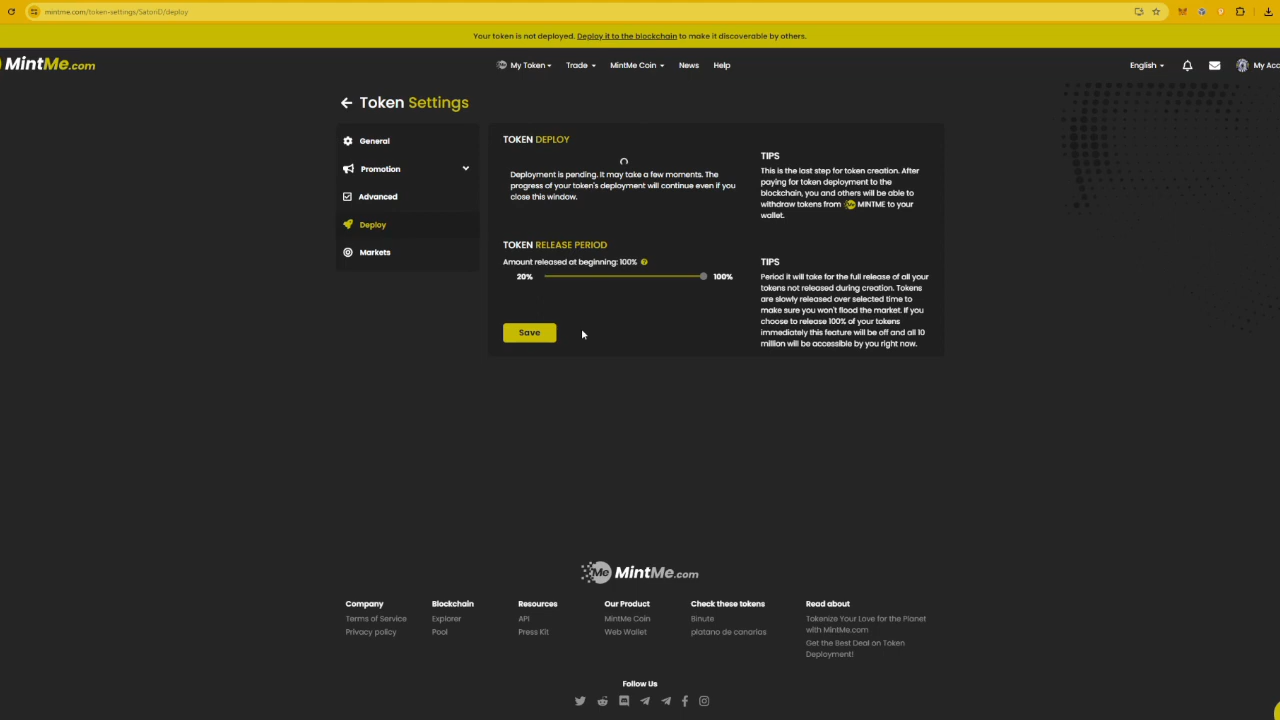 mintme.com/token-settings/SatoriD/deploy
Your token is not deployed. Deploy it to the blockchain to make it discoverable by others.
MintMe.com
My Token
Trade
MintMe Coin
News
Help
English
My Acc
Token Settings
General
Promotion
Advanced
Deploy
Markets
TOKEN DEPLOY
Deployment is pending. It may take a few moments. The
progress of your token's deployment will continue even if you
close this window.
TIPS
This is the last step for token creation. After
paying for token deployment to the
blockchain, you and others will be able to
withdraw tokens from Me MINTME to your
wallet.
TOKEN RELEASE PERIOD
Amount released at beginning: 100% ?
20%
100%
Save
TIPS
Period it will take for the full release of all your
tokens not released during creation. Tokens
are slowly released over selected time to
make sure you won't flood the market. If you
choose to release 100% of your tokens
immediately this feature will be off and all 10
million will be accessible by you right now.
Me MintMe.com
Company
Terms of Service
Privacy policy
Blockchain
Explorer
Pool
Resources
API
Press Kit
Our Product
MintMe Coin
Web Wallet
Check these tokens
Binute
platano de canarias
Read about
Tokenize Your Love for the Planet
with MintMe.com
Get the Best Deal on Token
Deployment!
Follow Us